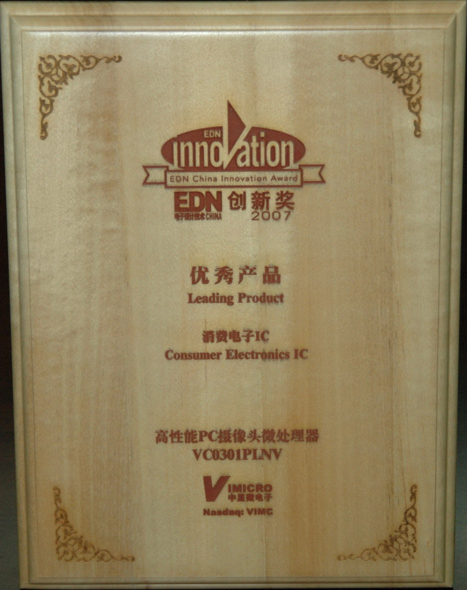 EDN
innovation
EDN China Innovation Award
EDN 创新奖
电子设计技术 CHINA 2007
优秀产品
Leading Product
消费电子IC
Consumer Electronics IC
高性能PC摄像头微处理器
VC0301PLNV
VIMICRO
中星微电子
Nasdaq: VIMC